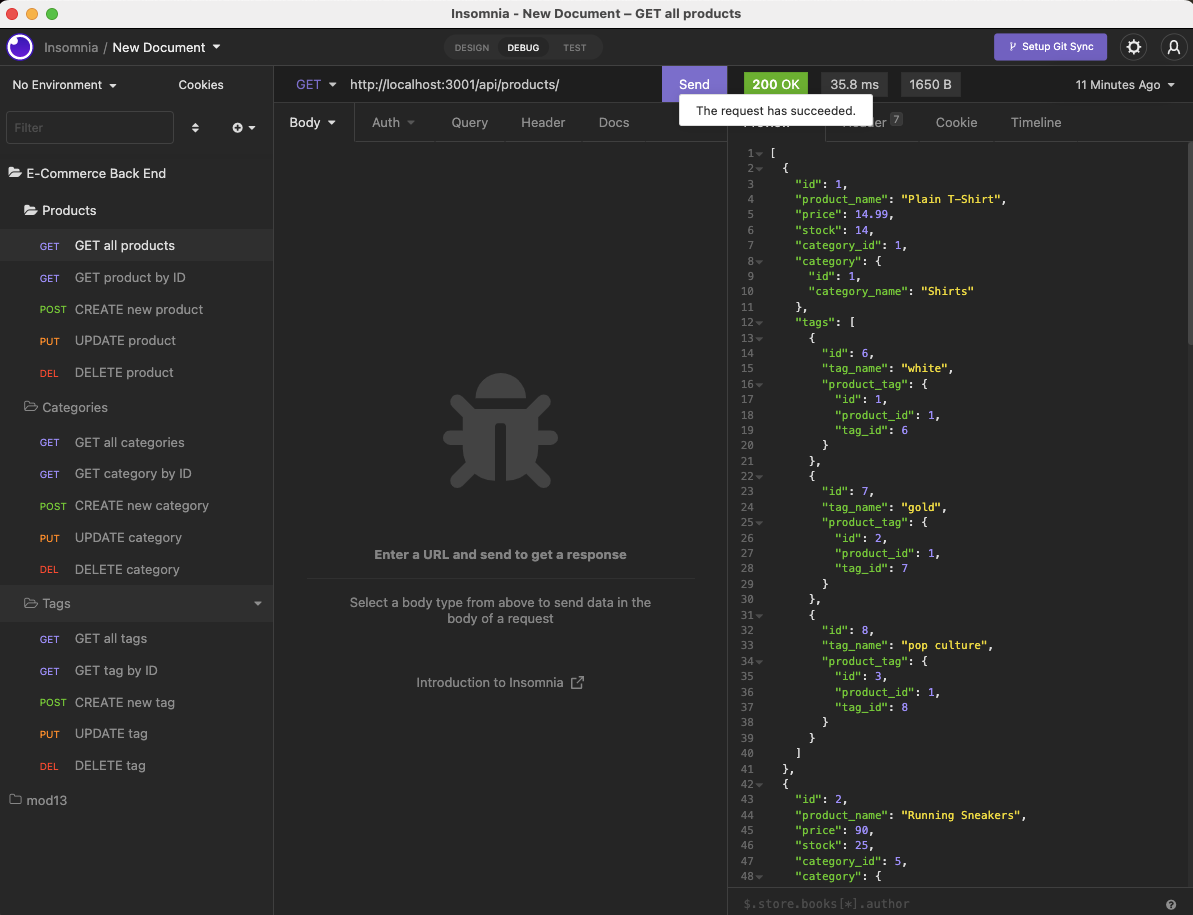 Insomnia - New Document – GET all products
Insomnia / New Document
DESIGN DEBUG TEST
Setup Git Sync
No Environment Cookies
GET http://localhost:3001/api/products/ Send
200 OK 35.8 ms 1650 B 11 Minutes Ago
The request has succeeded.
Filter
Body Auth Query Header Docs
7 Cookie Timeline
E-Commerce Back End
Products
GET GET all products
GET GET product by ID
POST CREATE new product
PUT UPDATE product
DEL DELETE product
Categories
GET GET all categories
GET GET category by ID
POST CREATE new category
PUT UPDATE category
DEL DELETE category
Tags
GET GET all tags
GET GET tag by ID
POST CREATE new tag
PUT UPDATE tag
DEL DELETE tag
mod13
Enter a URL and send to get a response
Select a body type from above to send data in the
body of a request
Introduction to Insomnia
1 [
2 {
3 "id": 1,
4 "product_name": "Plain T-Shirt",
5 "price": 14.99,
6 "stock": 14,
7 "category_id": 1,
8 "category": {
9 "id": 1,
10 "category_name": "Shirts"
11 },
12 "tags": [
13 {
14 "id": 6,
15 "tag_name": "white",
16 "product_tag": {
17 "id": 1,
18 "product_id": 1,
19 "tag_id": 6
20 }
21 },
22 {
23 "id": 7,
24 "tag_name": "gold",
25 "product_tag": {
26 "id": 2,
27 "product_id": 1,
28 "tag_id": 7
29 }
30 },
31 {
32 "id": 8,
33 "tag_name": "pop culture",
34 "product_tag": {
35 "id": 3,
36 "product_id": 1,
37 "tag_id": 8
38 }
39 }
40 ]
41 },
42 {
43 "id": 2,
44 "product_name": "Running Sneakers",
45 "price": 90,
46 "stock": 25,
47 "category_id": 5,
48 "category": {
$.store.books[*].author